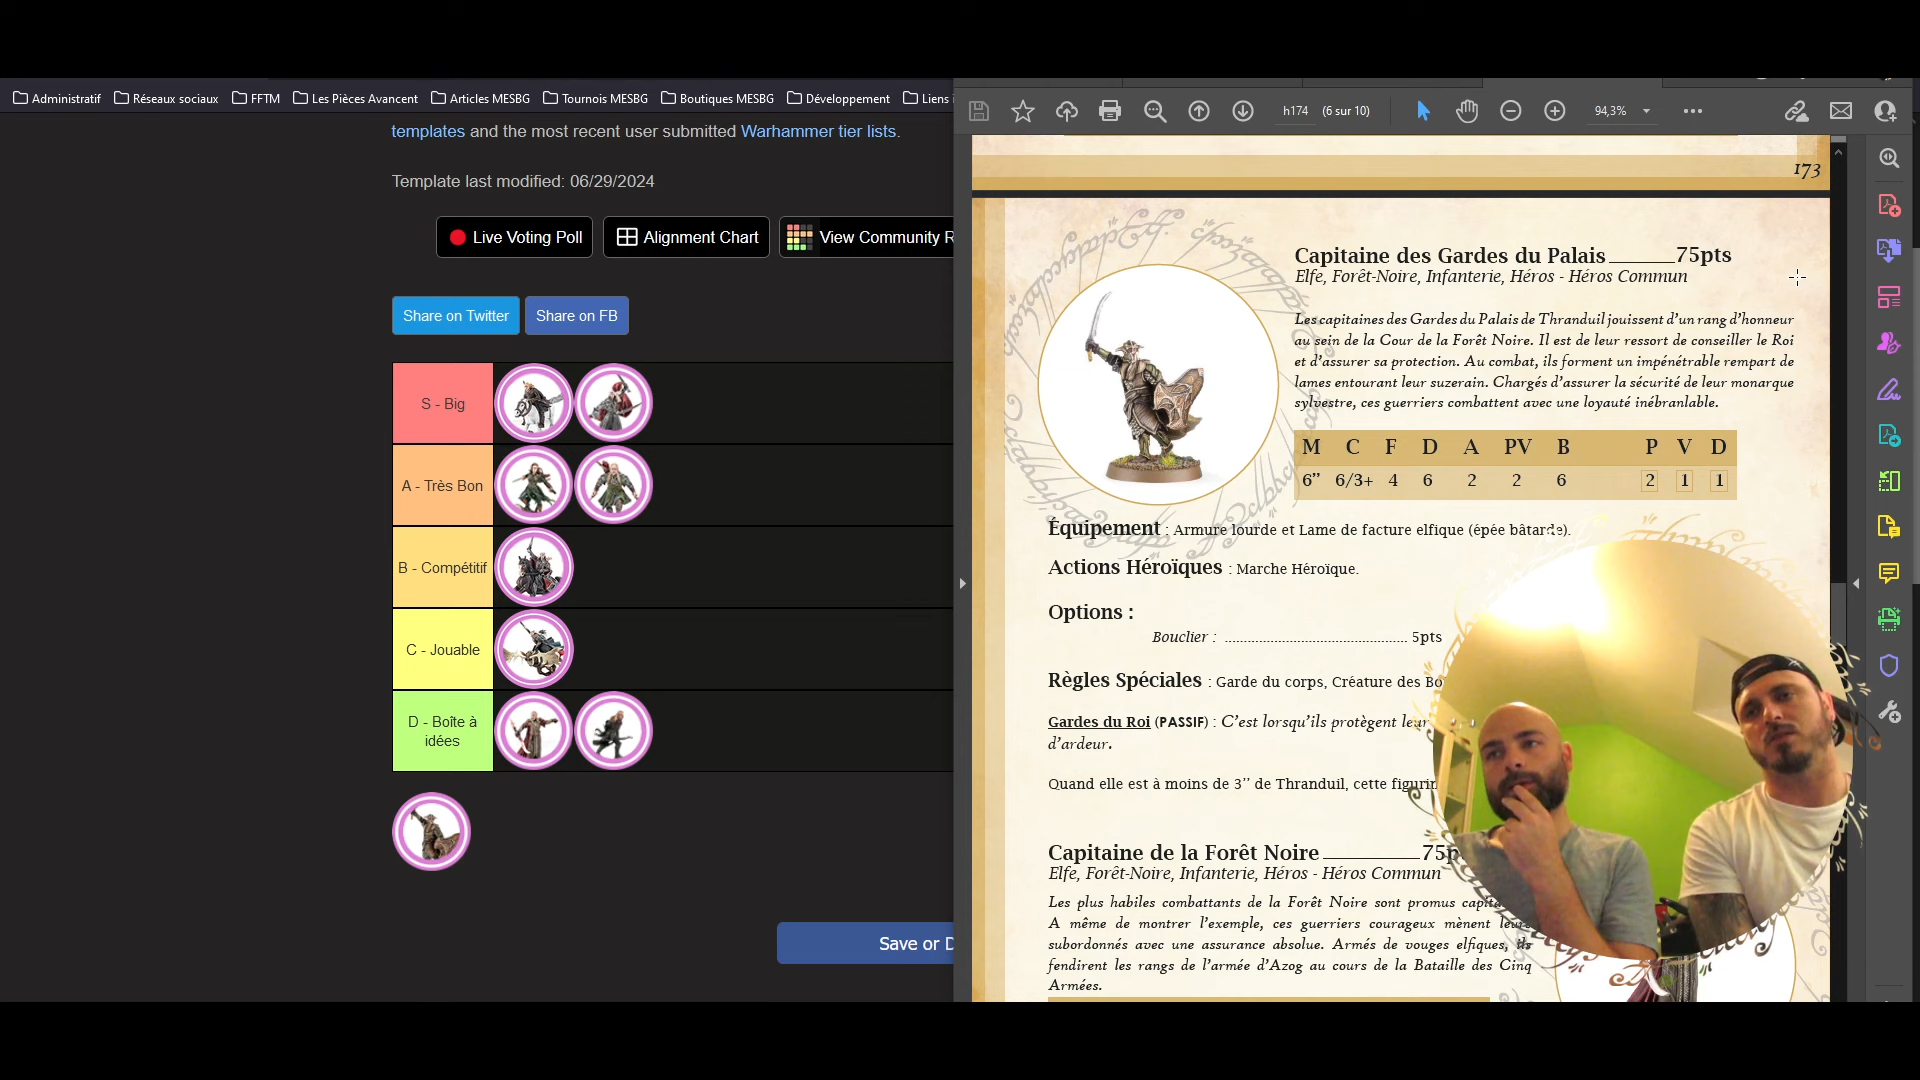 Administratif Réseaux sociaux FFTM Les Pièces Avancent Articles MESBG Tournois MESBG Boutiques MESBG Développement Liens
templates and the most recent user submitted Warhammer tier lists.
Template last modified: 06/29/2024
Live Voting Poll Alignment Chart View Community R
Share on Twitter Share on FB
S - Big
A - Très Bon
B - Compétitif
C - Jouable
D - Boîte à
idées
Save or D
h174 (6 sur 10) 94,3%
173
Capitaine des Gardes du Palais 75pts
Elfe, Forêt-Noire, Infanterie, Héros - Héros Commun
Les capitaines des Gardes du Palais de Thranduil jouissent d'un rang d'honneur
au sein de la Cour de la Forêt Noire. Il est de leur ressort de conseiller le Roi
et d'assurer sa protection. Au combat, ils forment un impénétrable rempart de
lames entourant leur suzerain. Chargés d'assurer la sécurité de leur monarque
sylvestre, ces guerriers combattent avec une loyauté inébranlable.
M C F D A PV B P V D
6’’ 6/3+ 4 6 2 2 6 2 1 1
Équipement : Armure lourde et Lame de facture elfique (épée bâtarde).
Actions Héroïques : Marche Héroïque.
Options :
Bouclier : ............................................. 5pts
Règles Spéciales : Garde du corps, Créature des Bo
Gardes du Roi (PASSIF) : C'est lorsqu'ils protègent leur
d'ardeur.
Quand elle est à moins de 3’’ de Thranduil, cette figurin
Capitaine de la Forêt Noire 75p
Elfe, Forêt-Noire, Infanterie, Héros - Héros Commun
Les plus habiles combattants de la Forêt Noire sont promus capit
A même de montrer l'exemple, ces guerriers courageux mènent leurs
subordonnés avec une assurance absolue. Armés de vouges elfiques, ils
fendirent les rangs de l'armée d'Azog au cours de la Bataille des Cinq
Armées.